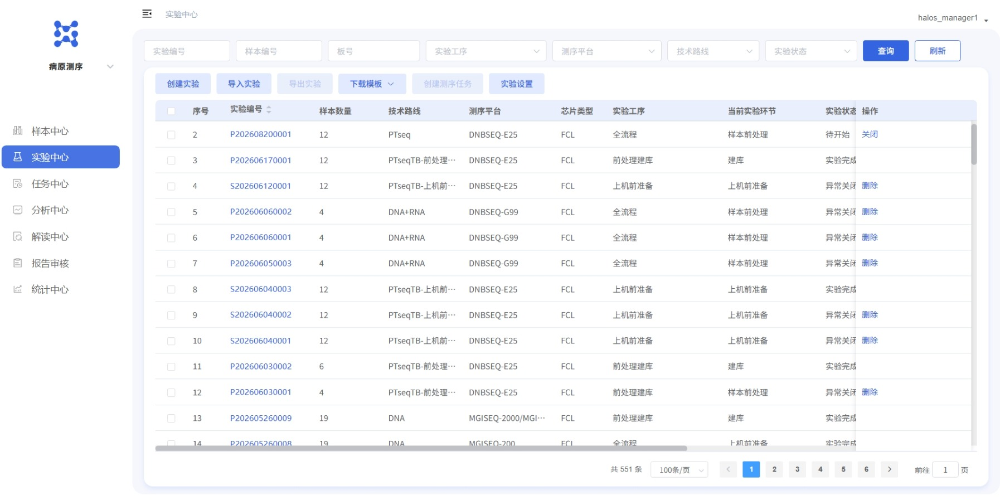 实验中心
halos_manager1
病原测序
样本中心
实验中心
任务中心
分析中心
解读中心
报告审核
统计中心
实验编号 样本编号 板号 实验工序 测序平台 技术路线 实验状态 查询 刷新
创建实验 导入实验 导出实验 下载模板 创建测序任务 实验设置
序号 实验编号 样本数量 技术路线 测序平台 芯片类型 实验工序 当前实验环节 实验状态 操作
2 P202608200001 12 PTseq DNBSEQ-E25 FCL 全流程 样本前处理 待开始 关闭
3 P202606170001 12 PTseqTB-前处理··· DNBSEQ-E25 FCL 前处理建库 建库 实验完成
4 S202606120001 12 PTseqTB-上机前··· DNBSEQ-E25 FCL 上机前准备 上机前准备 异常关闭 删除
5 P202606060002 4 DNA+RNA DNBSEQ-G99 FCL 全流程 样本前处理 异常关闭 删除
6 P202606060001 4 DNA+RNA DNBSEQ-G99 FCL 全流程 样本前处理 异常关闭 删除
7 P202606050003 4 DNA+RNA DNBSEQ-G99 FCL 全流程 样本前处理 异常关闭 删除
8 S202606040003 12 PTseqTB-上机前··· DNBSEQ-E25 FCL 上机前准备 上机前准备 实验完成
9 S202606040002 12 PTseqTB-上机前··· DNBSEQ-E25 FCL 上机前准备 上机前准备 异常关闭 删除
10 S202606040001 12 PTseqTB-上机前··· DNBSEQ-E25 FCL 上机前准备 上机前准备 异常关闭 删除
11 P202606030002 6 PTseqTB-前处理··· DNBSEQ-E25 FCL 前处理建库 建库 实验完成
12 P202606030001 4 PTseqTB-前处理··· DNBSEQ-E25 FCL 前处理建库 样本前处理 异常关闭 删除
13 P202605260009 19 DNA MGISEQ-2000/MGI··· FCL 前处理建库 建库 实验完成
14 P202605260008 19 DNA MGISEQ-200 FCL 全流程 上机前准备 实验完成
共 551 条 100条/页 1 2 3 4 5 6 前往 1 页